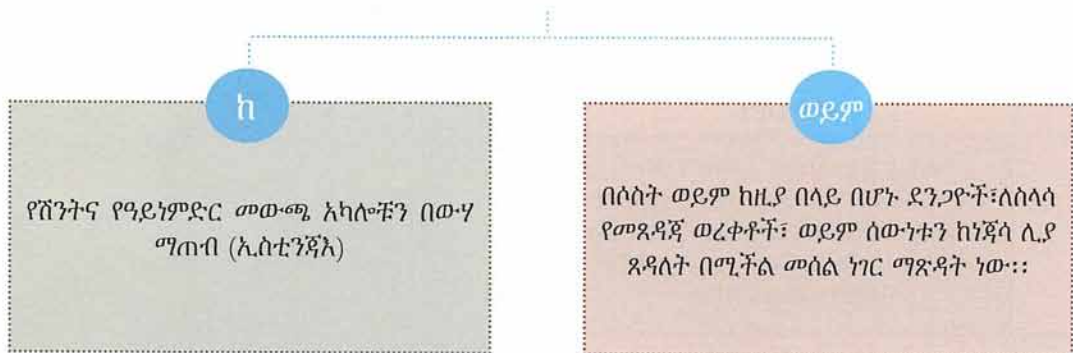 ከ
የሽንትና የዓይነምድር መውጫ አካሎቹን በውሃ
ማጠብ (ኢስቲንጃእ)
ወይም
በሶስት ወይም ከዚያ በላይ በሆኑ ደንጋዮች፣ለስላሳ
የመጸዳጃ ወረቀቶች፣ ወይም ሰውነቱን ከነጃሳ ሊያ
ጸዳለት በሚችል መሰል ነገር ማጽዳት ነው።